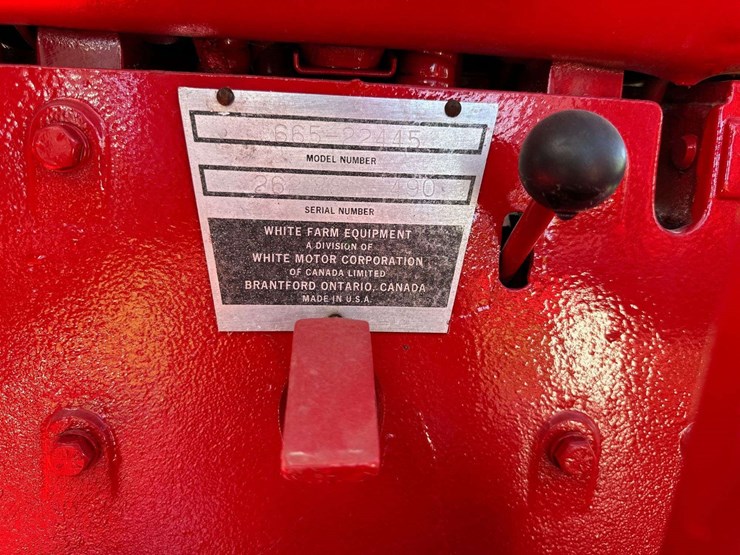 665-22445
MODEL NUMBER
26 490
SERIAL NUMBER
WHITE FARM EQUIPMENT
A DIVISION OF
WHITE MOTOR CORPORATION
OF CANADA LIMITED
BRANTFORD ONTARIO, CANADA
MADE IN U.S.A.